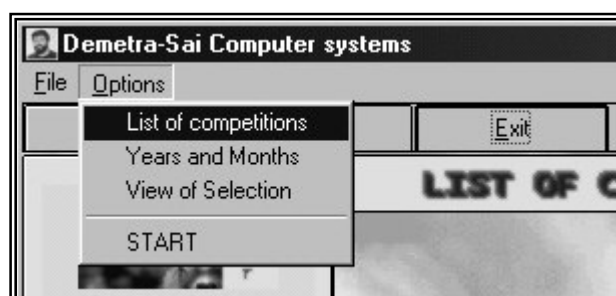 Demetra-Sai Computer systems
File Options
List of competitions
Exit
Years and Months
View of Selection
LIST OF
START